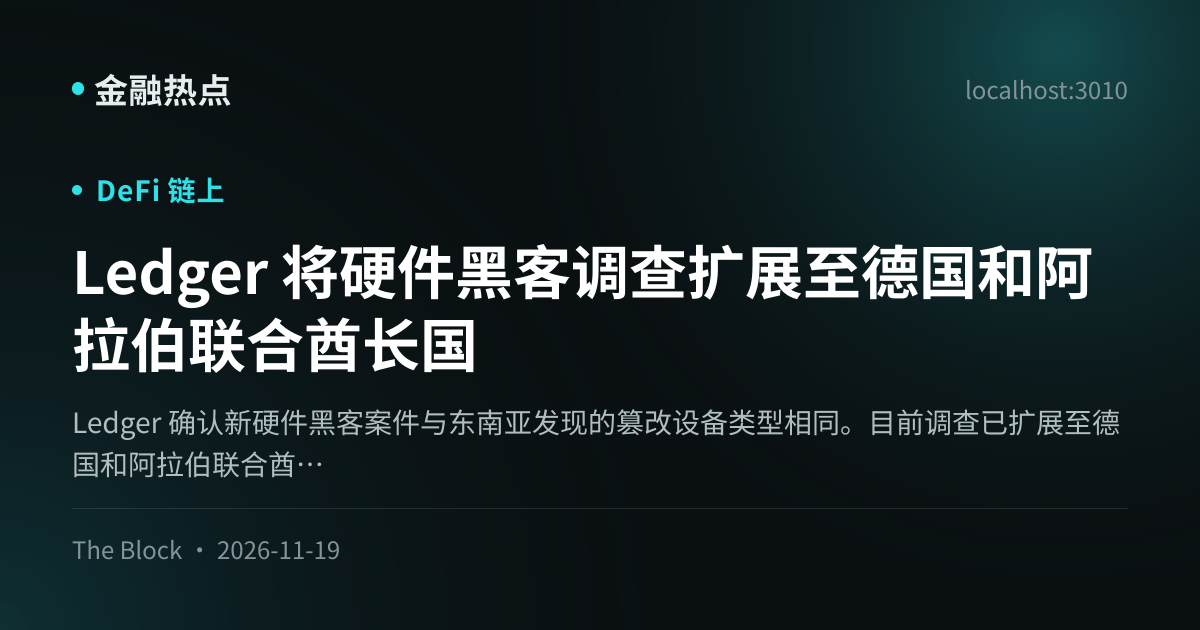 金融热点
localhost:3010
DeFi 链上
Ledger 将硬件黑客调查扩展至德国和阿
拉伯联合酋长国
Ledger 确认新硬件黑客案件与东南亚发现的篡改设备类型相同。目前调查已扩展至德
国和阿拉伯联合酋…
The Block · 2026-11-19